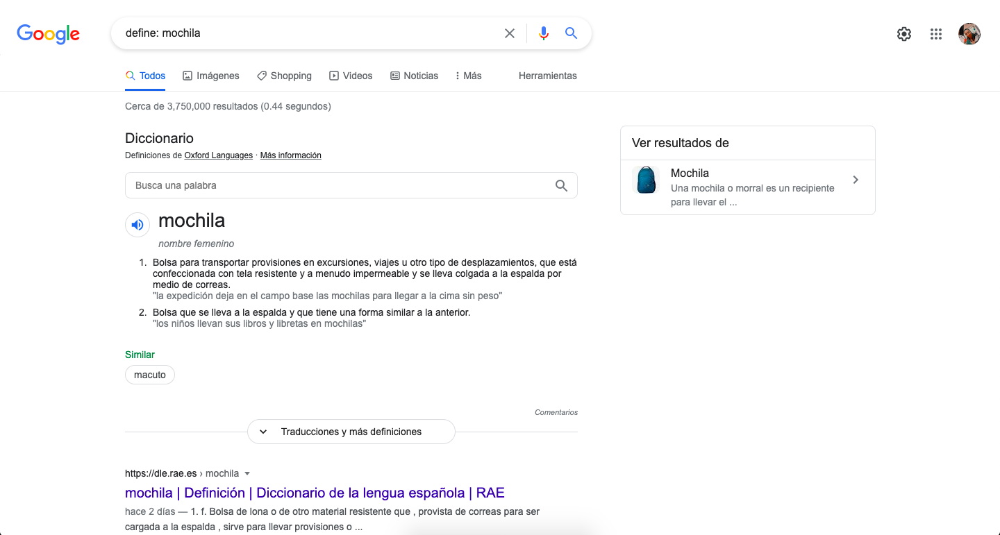 Google
define: mochila
Todos
Imágenes
Shopping
Videos
Noticias
Más
Herramientas
Cerca de 3,750,000 resultados (0.44 segundos)
Diccionario
Definiciones de Oxford Languages · Más información
Busca una palabra
mochila
nombre femenino
1. Bolsa para transportar provisiones en excursiones, viajes u otro tipo de desplazamientos, que está
confeccionada con tela resistente y a menudo impermeable y se lleva colgada a la espalda por
medio de correas.
"la expedición deja en el campo base las mochilas para llegar a la cima sin peso"
2. Bolsa que se lleva a la espalda y que tiene una forma similar a la anterior.
"los niños llevan sus libros y libretas en mochilas"
Similar
macuto
Comentarios
Traducciones y más definiciones
https://dle.rae.es › mochila
mochila | Definición | Diccionario de la lengua española | RAE
hace 2 días — 1. f. Bolsa de lona o de otro material resistente que , provista de correas para ser
cargada a la espalda , sirve para llevar provisiones o ...
Ver resultados de
Mochila
Una mochila o morral es un recipiente
para llevar el ...